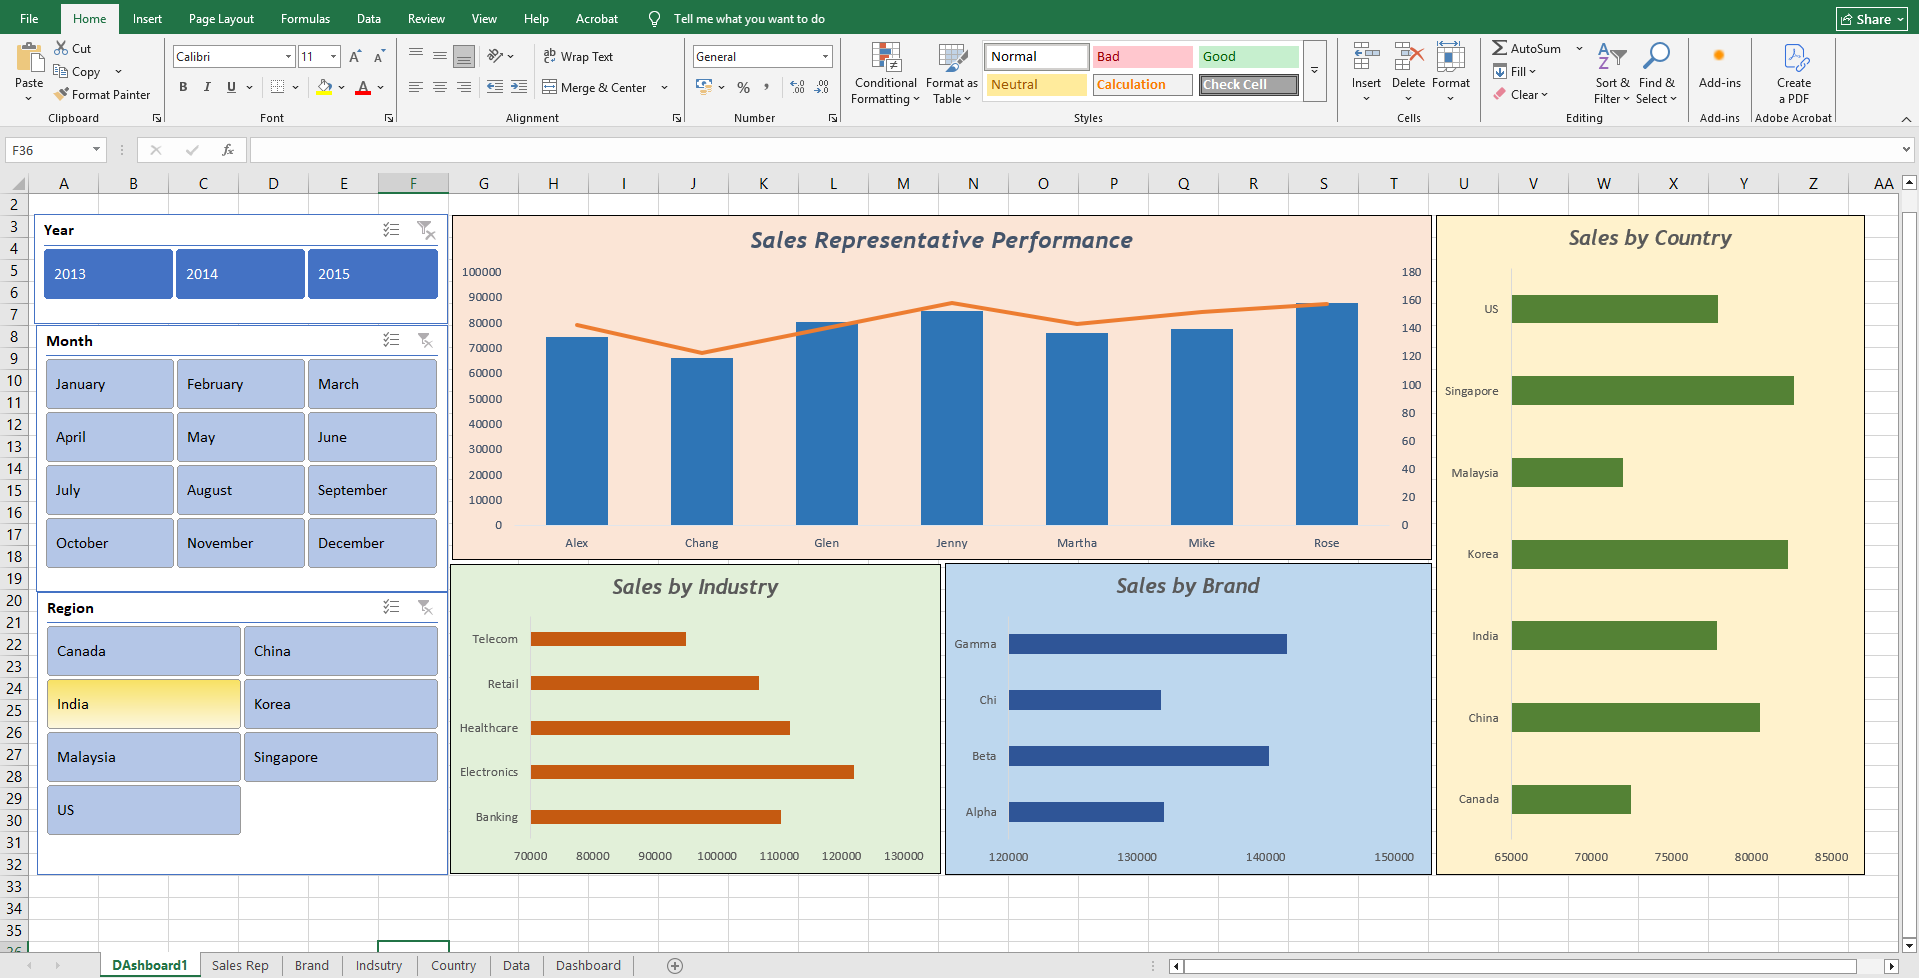 File Home Insert Page Layout Formulas Data Review View Help Acrobat Tell me what you want to do Share
Paste
Cut
Copy
Format Painter
Clipboard
Calibri 11
B I U
Font
ab Wrap Text
Merge & Center
Alignment
General
% ,
Number
Conditional Formatting
Format as Table
Normal Bad Good
Neutral Calculation Check Cell
Styles
Insert Delete Format
Cells
AutoSum
Fill
Clear
Sort & Filter
Find & Select
Editing
Add-ins
Add-ins
Create a PDF
Adobe Acrobat
F36 fx
A B C D E F G H I J K L M N O P Q R S T U V W X Y Z AA
2
3
4
5
6
7
8
9
10
11
12
13
14
15
16
17
18
19
20
21
22
23
24
25
26
27
28
29
30
31
32
33
34
35
36
Year
2013 2014 2015
Month
January February March
April May June
July August September
October November December
Region
Canada China
India Korea
Malaysia Singapore
US
Sales Representative Performance
100000
90000
80000
70000
60000
50000
40000
30000
20000
10000
0
180
160
140
120
100
80
60
40
20
0
Alex Chang Glen Jenny Martha Mike Rose
Sales by Industry
Telecom
Retail
Healthcare
Electronics
Banking
70000 80000 90000 100000 110000 120000 130000
Sales by Brand
Gamma
Chi
Beta
Alpha
120000 130000 140000 150000
Sales by Country
US
Singapore
Malaysia
Korea
India
China
Canada
65000 70000 75000 80000 85000
DAshboard1 Sales Rep Brand Indsutry Country Data Dashboard